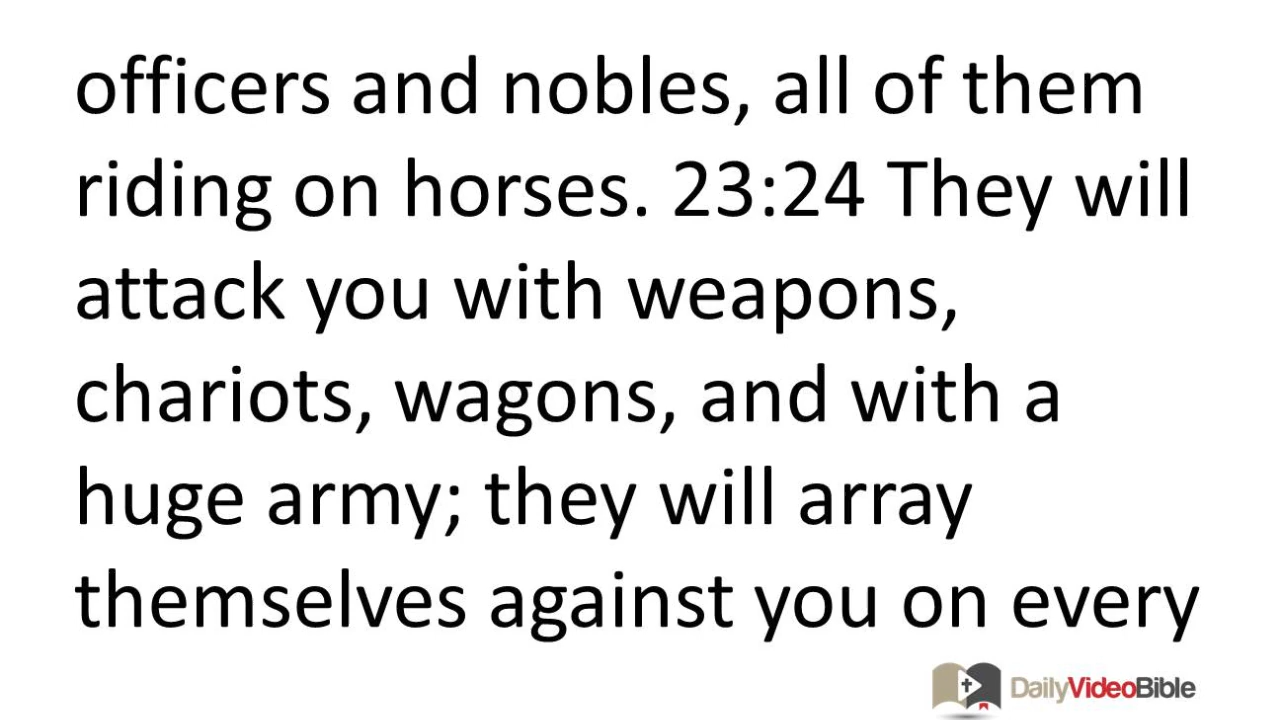 officers and nobles, all of them
riding on horses. 23:24 They will
attack you with weapons,
chariots, wagons, and with a
huge army; they will array
themselves against you on every
DailyVideoBible